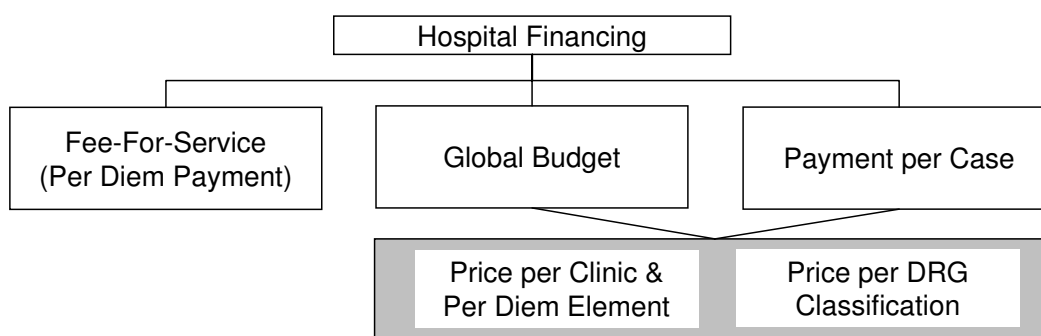 Hospital Financing
Fee-For-Service
(Per Diem Payment)
Global Budget
Payment per Case
Price per Clinic &
Per Diem Element
Price per DRG
Classification